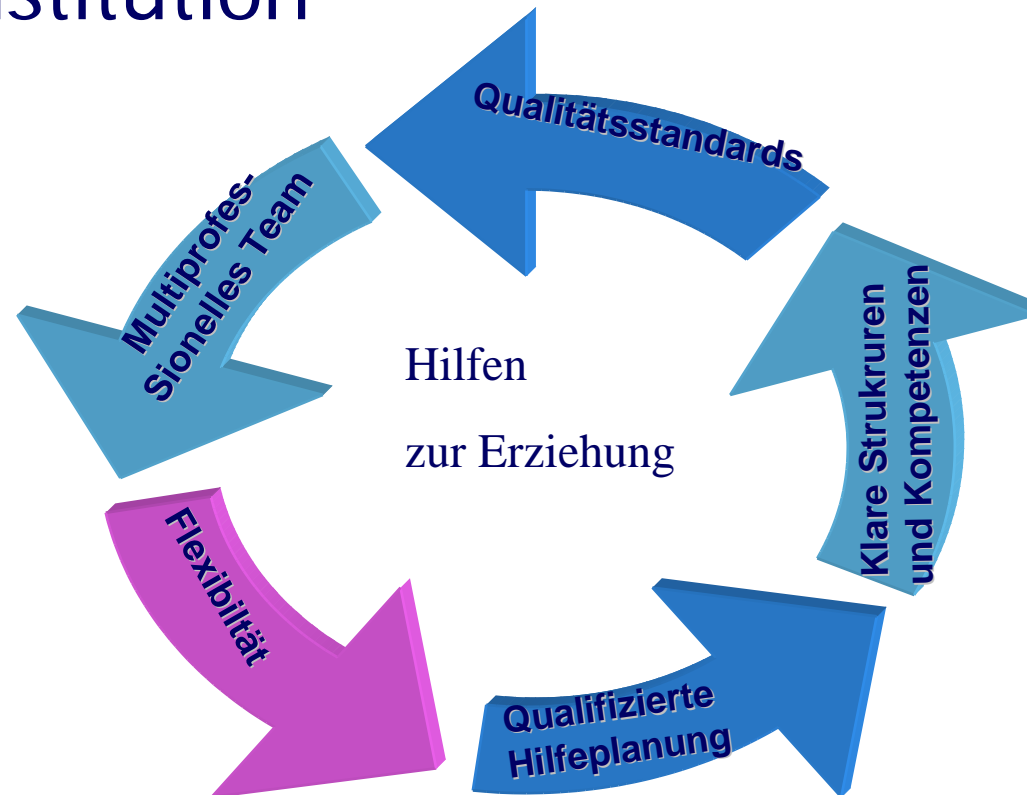 stitution
Qualitätsstandards
Multiprofes-
Sionelles Team
Hilfen
zur Erziehung
Klare Strukruren
und Kompetenzen
Flexibiltät
Qualifizierte
Hilfeplanung